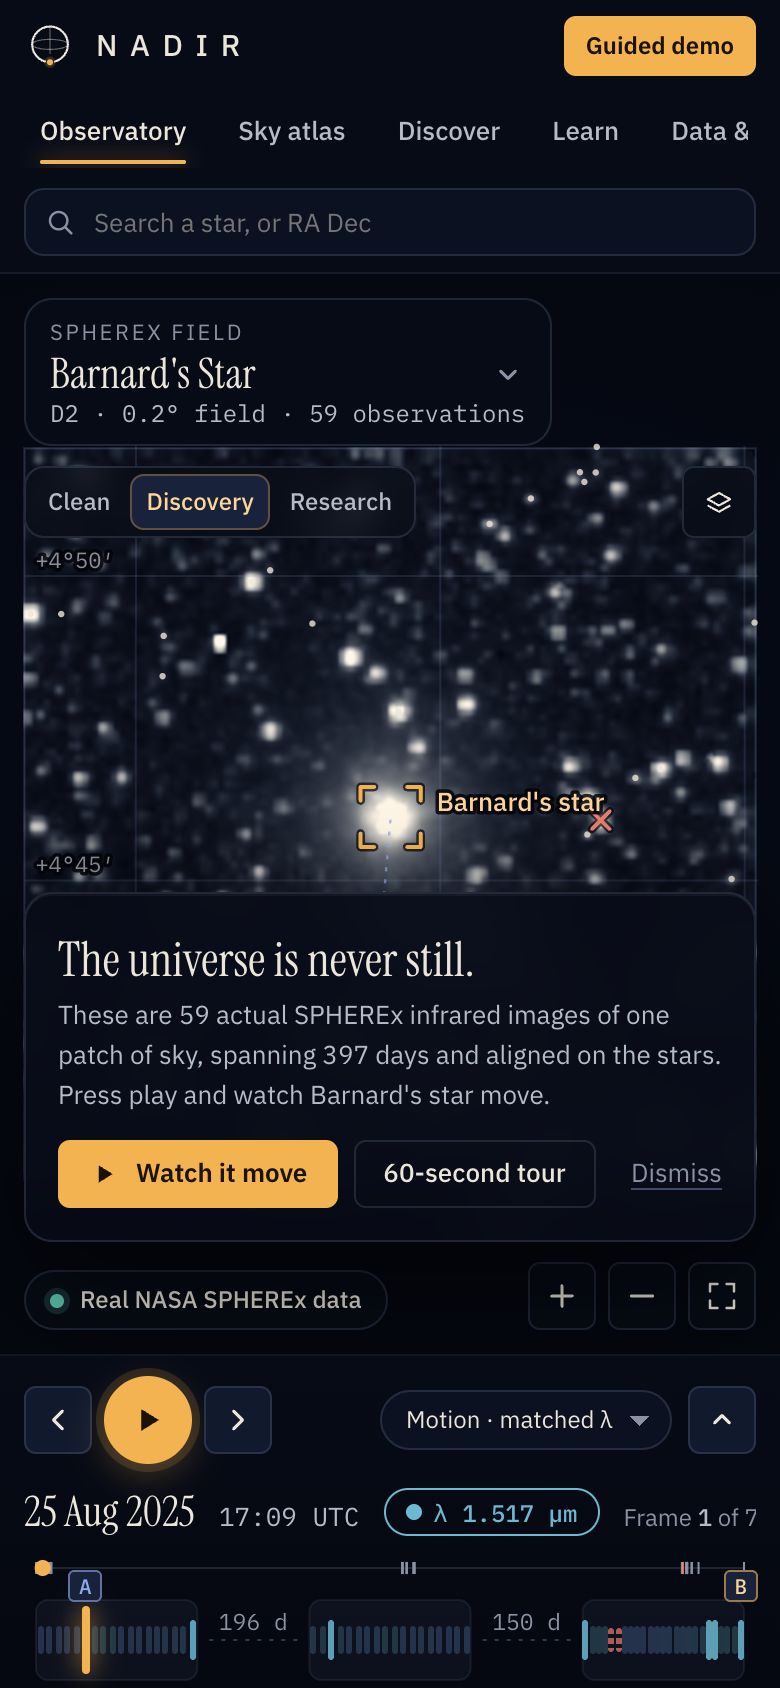 NADIR
Guided demo
Observatory Sky atlas Discover Learn Data &
Search a star, or RA Dec
SPHEREX FIELD
Barnard's Star
D2 · 0.2° field · 59 observations
Clean Discovery Research
+4°50′
Barnard's star
+4°45′
The universe is never still.
These are 59 actual SPHEREx infrared images of one
patch of sky, spanning 397 days and aligned on the stars.
Press play and watch Barnard's star move.
Watch it move 60-second tour Dismiss
Real NASA SPHEREx data
Motion · matched λ
25 Aug 2025 17:09 UTC λ 1.517 µm Frame 1 of 7
A B
196 d 150 d